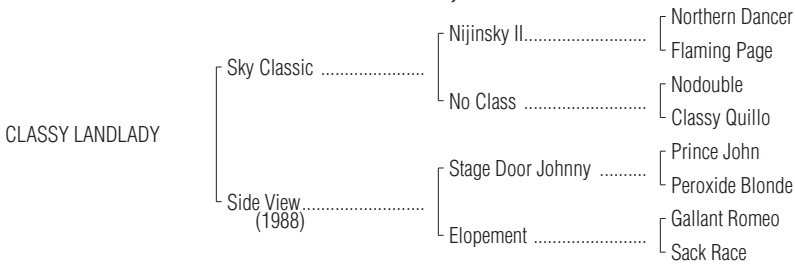 Northern Dancer
Nijinsky II..........................
Flaming Page
Sky Classic ......................
Nodouble
No Class ..........................
Classy Quillo
CLASSY LANDLADY
Prince John
Stage Door Johnny ..........
Peroxide Blonde
Side View..........................
(1988)
Gallant Romeo
Elopement ........................
Sack Race